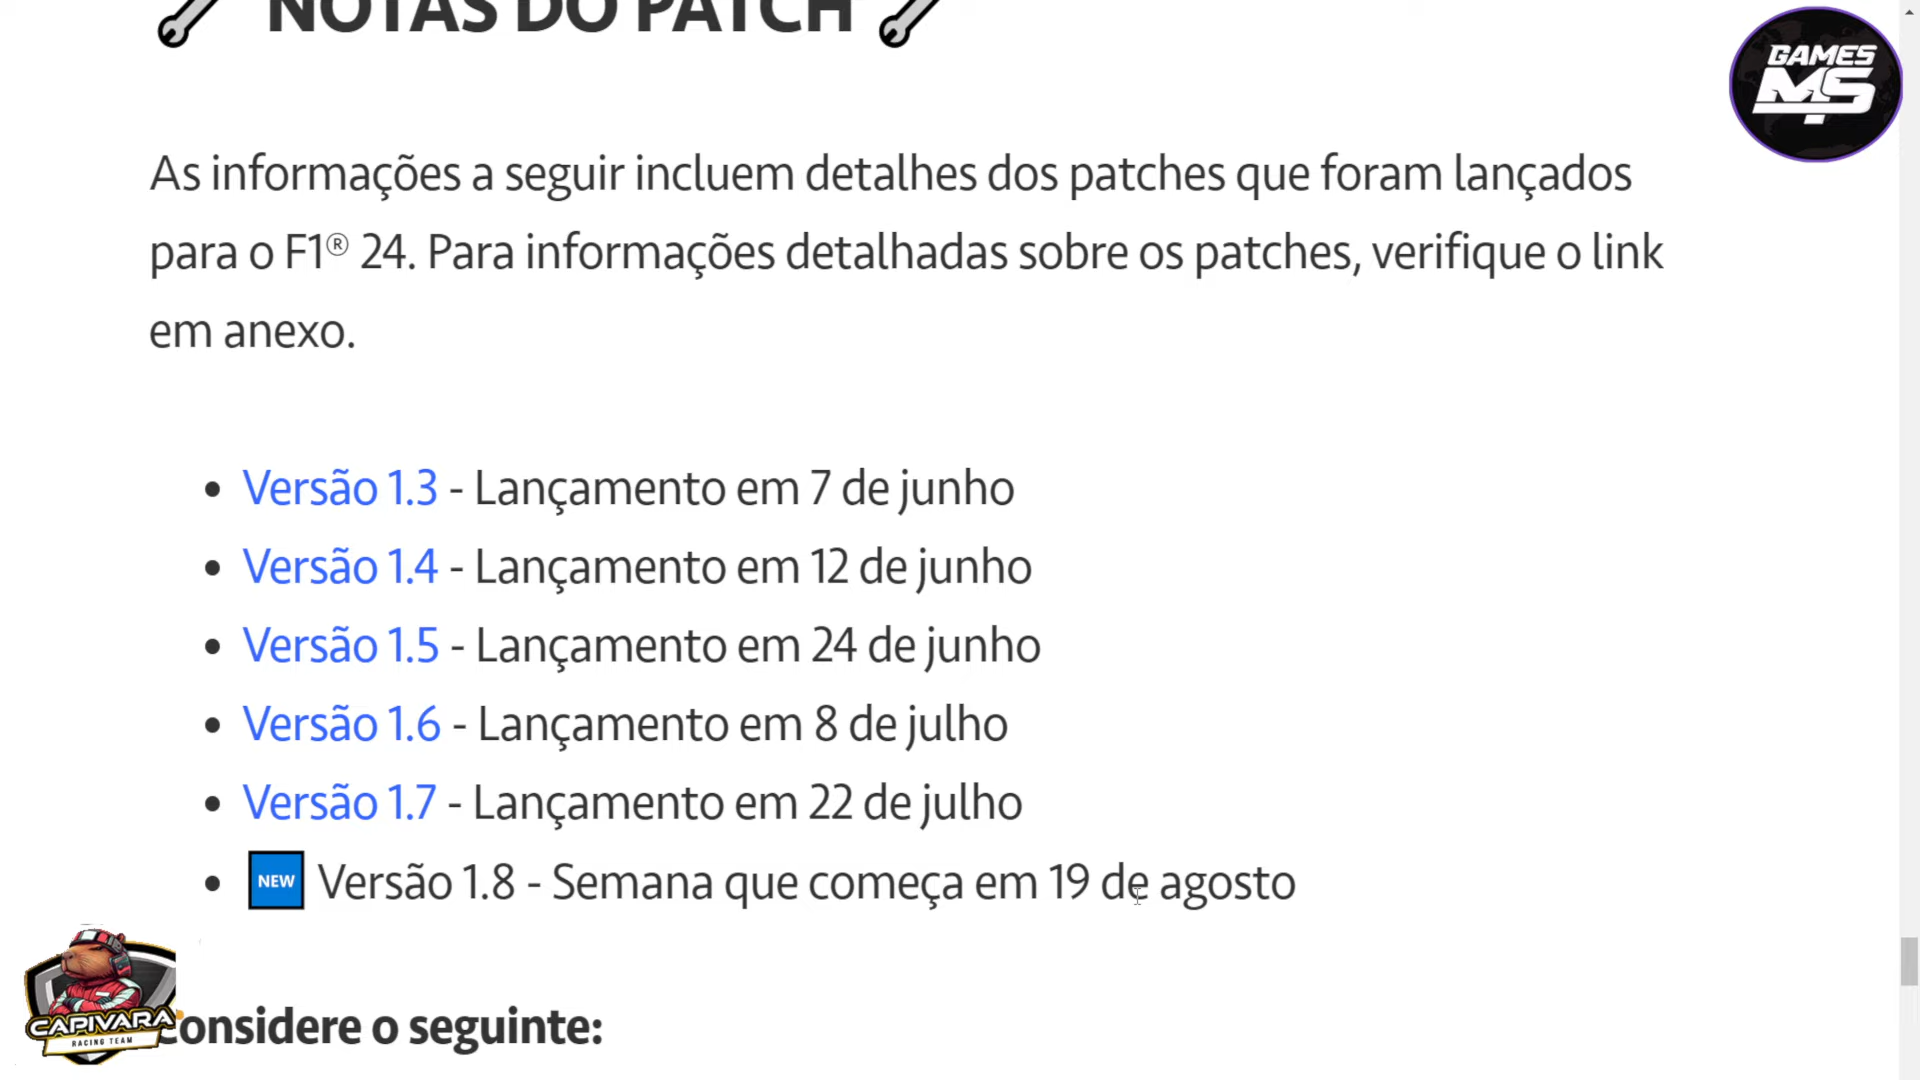 NOTAS DO PATCH
GAMES
MS
As informações a seguir incluem detalhes dos patches que foram lançados
para o F1® 24. Para informações detalhadas sobre os patches, verifique o link
em anexo.
• Versão 1.3 - Lançamento em 7 de junho
• Versão 1.4 - Lançamento em 12 de junho
• Versão 1.5 - Lançamento em 24 de junho
• Versão 1.6 - Lançamento em 8 de julho
• Versão 1.7 - Lançamento em 22 de julho
• NEW Versão 1.8 - Semana que começa em 19 de agosto
Considere o seguinte:
CAPIVARA
RACING TEAM